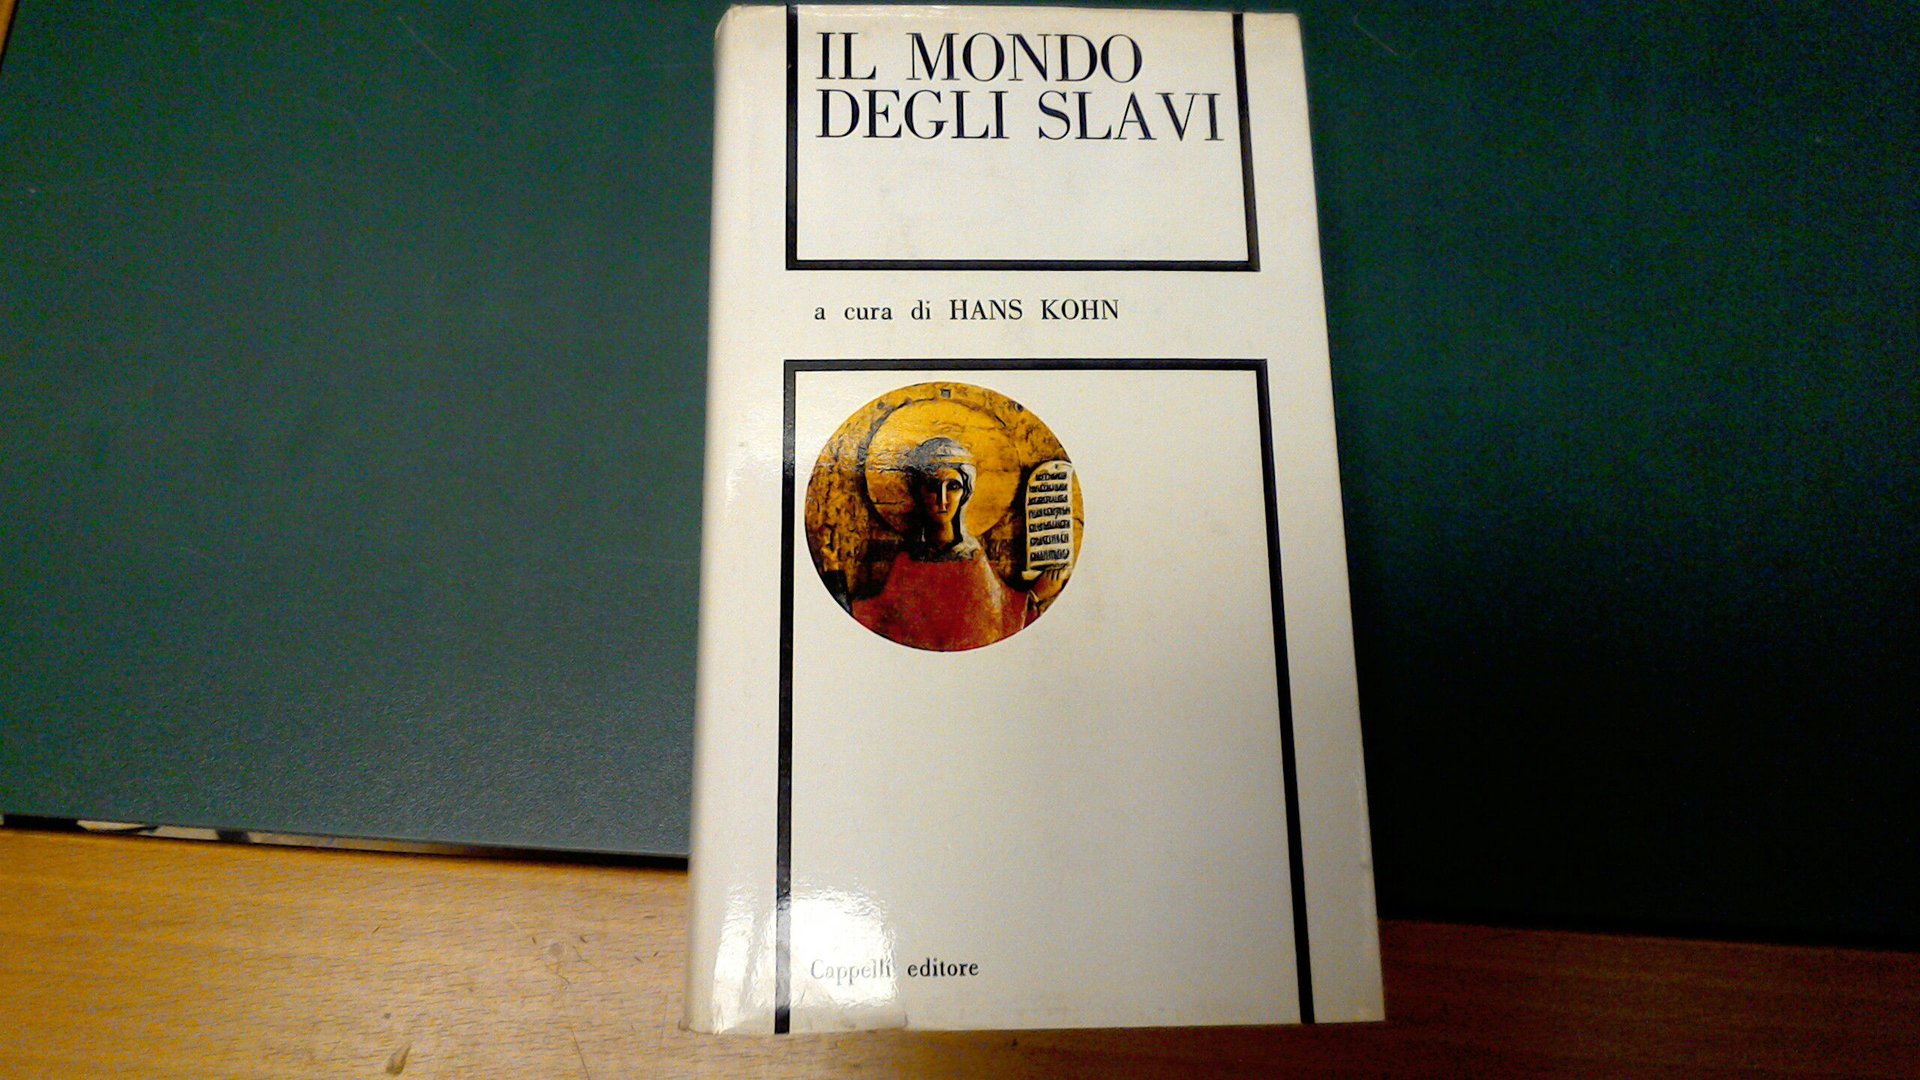 IL MONDO
DEGLI SLAVI
a cura di HANS KOHN
Cappelli editore